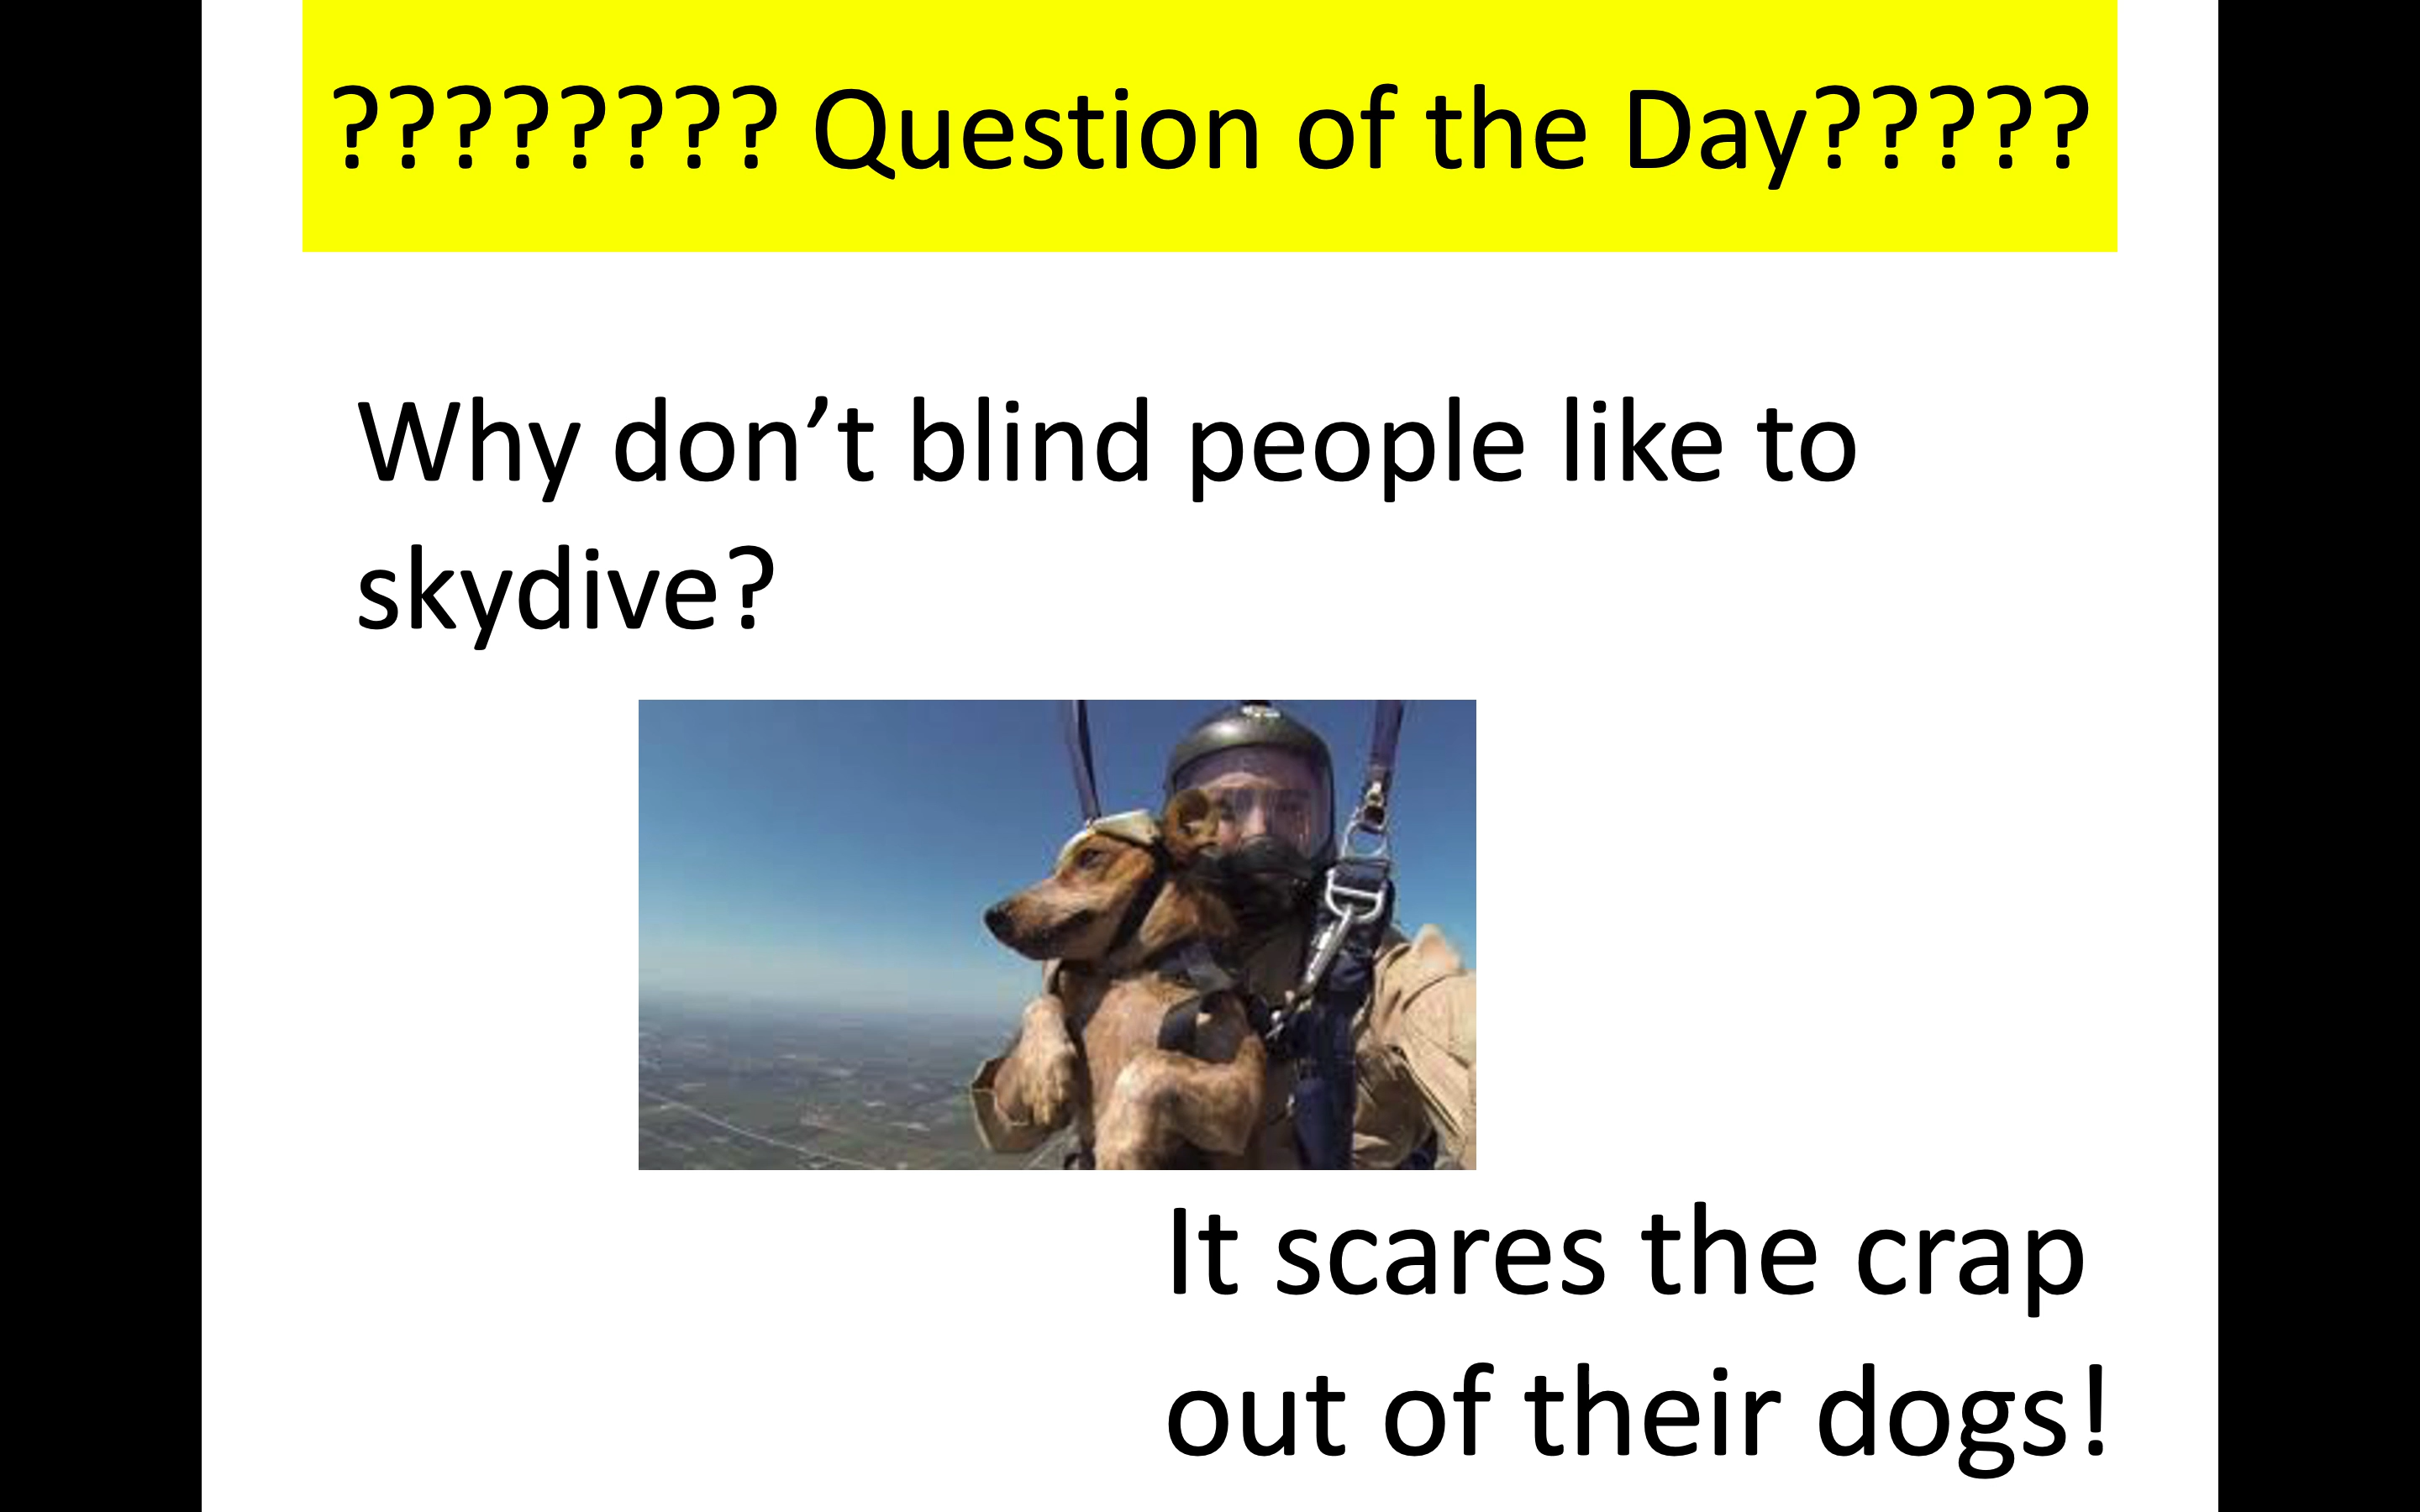 ???????? Question of the Day?????
Why don’t blind people like to
skydive?
It scares the crap
out of their dogs!